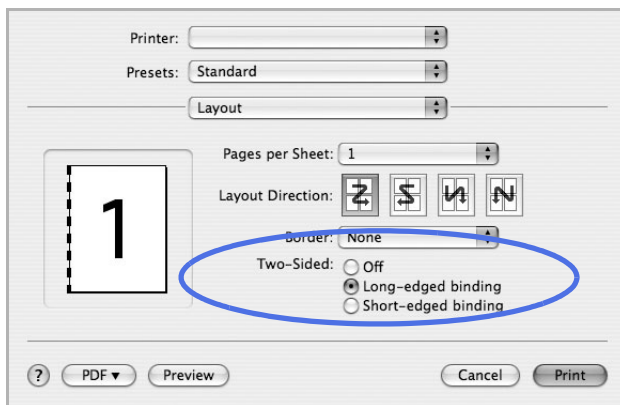 Printer:
Presets: Standard
Layout
Pages per Sheet: 1
Layout Direction:
1
Border: None
Two-Sided: Off
Long-edged binding
Short-edged binding
? PDF▼ Preview Cancel Print